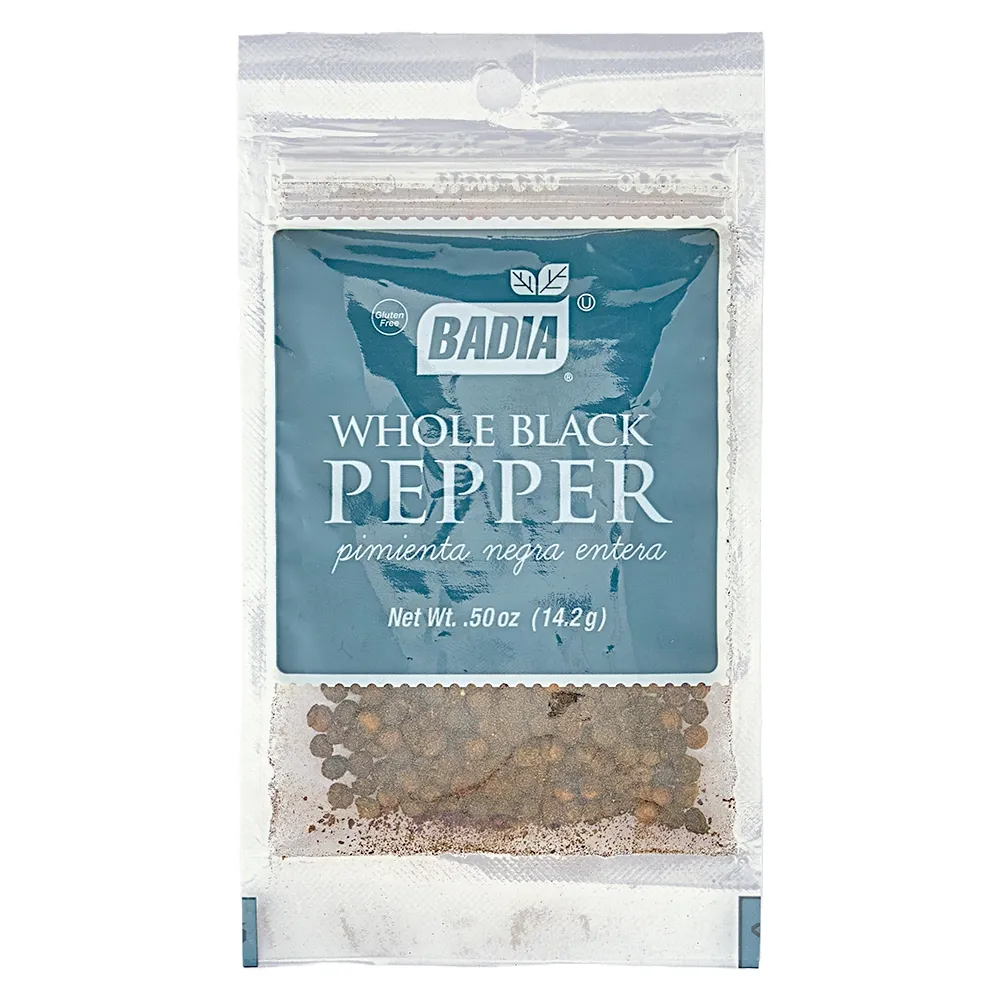 Gluten
Free
BADIA
U
®
WHOLE BLACK
PEPPER
pimienta negra entera
Net Wt. .50 oz (14.2 g)